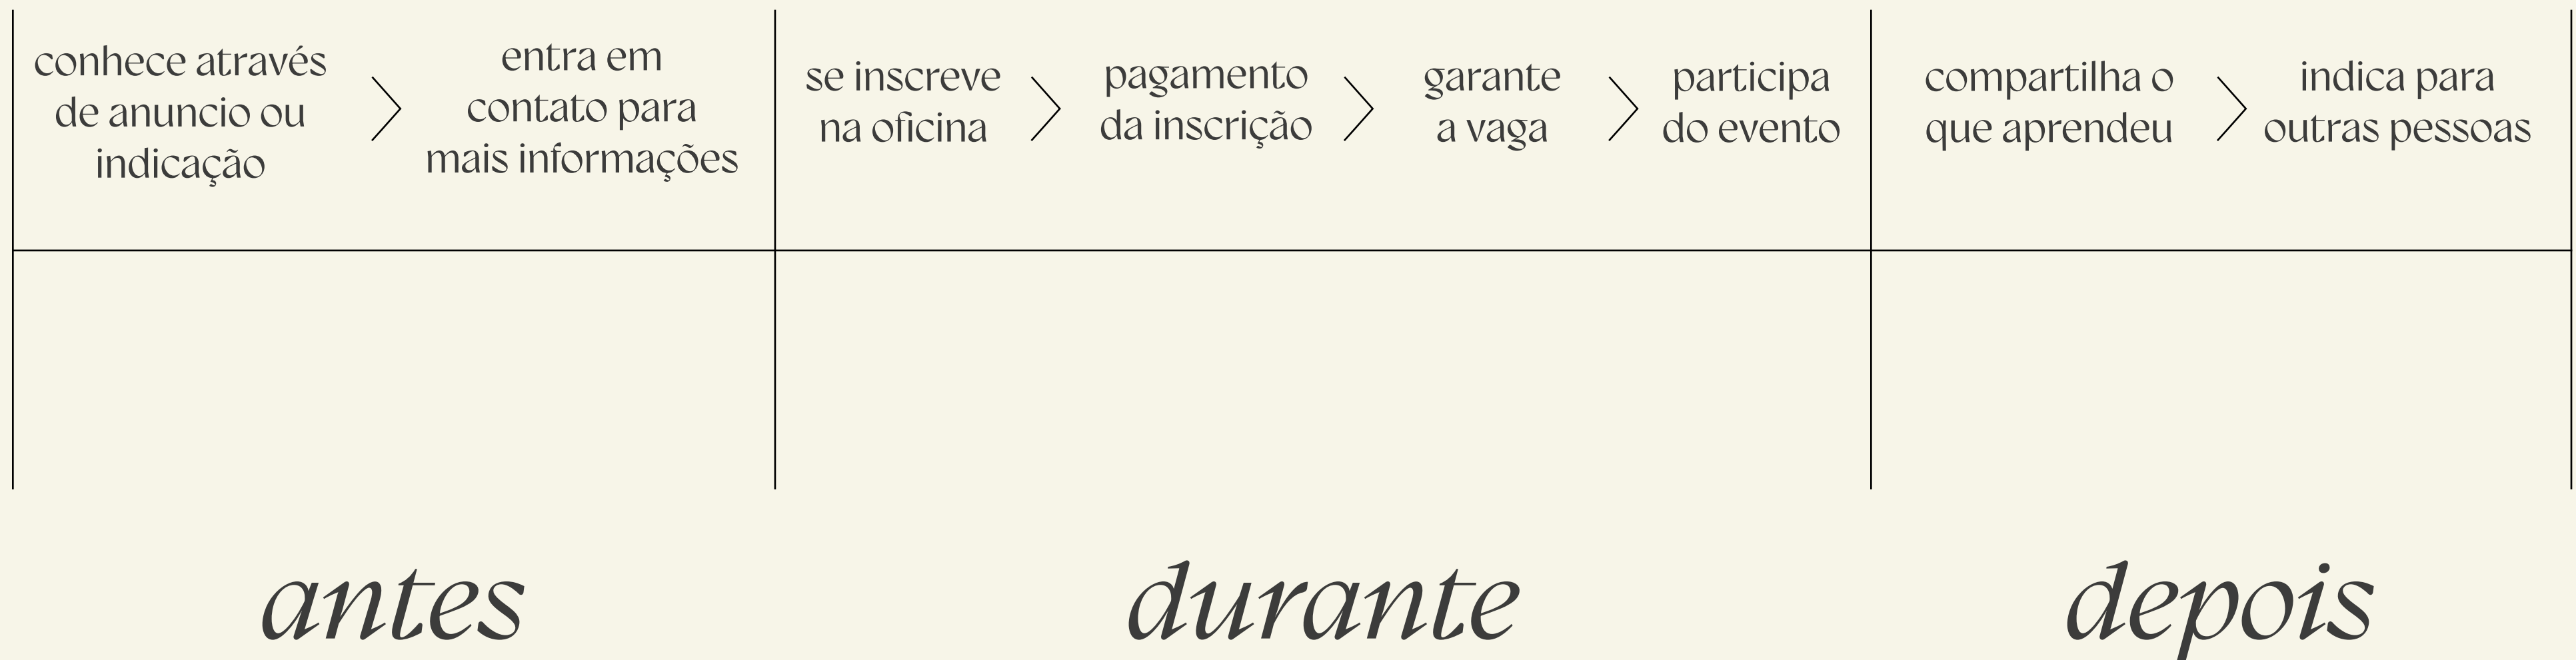 conhece através
de anuncio ou
indicação
entra em
contato para
mais informações
se inscreve
na oficina
pagamento
da inscrição
garante
a vaga
participa
do evento
compartilha o
que aprendeu
indica para
outras pessoas
antes
durante
depois